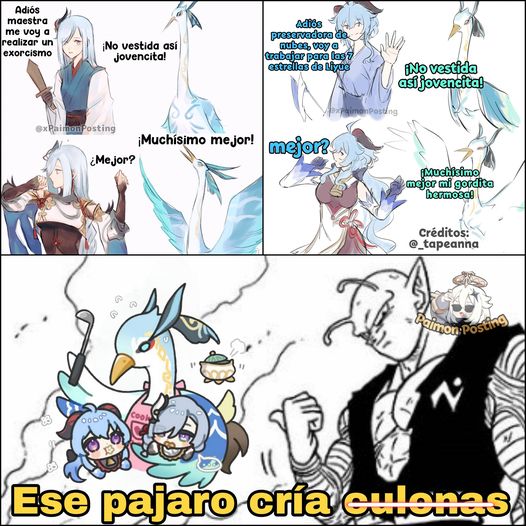 Adiós
maestra
me voy a
realizar un
exorcismo
¡No vestida así
jovencita!
@xPaimonPosting
¿Mejor?
¡Muchísimo mejor!
Adiós
preservadora de
nubes, voy a
trabajar para las 7
estrellas de Liyue
¡No vestida
así jovencita!
@xPaimonPosting
mejor?
¡Muchísimo
mejor mi gordita
hermosa!
Créditos:
@_tapeanna
Paimon Posting
COOK
Ese pajaro cría culonas